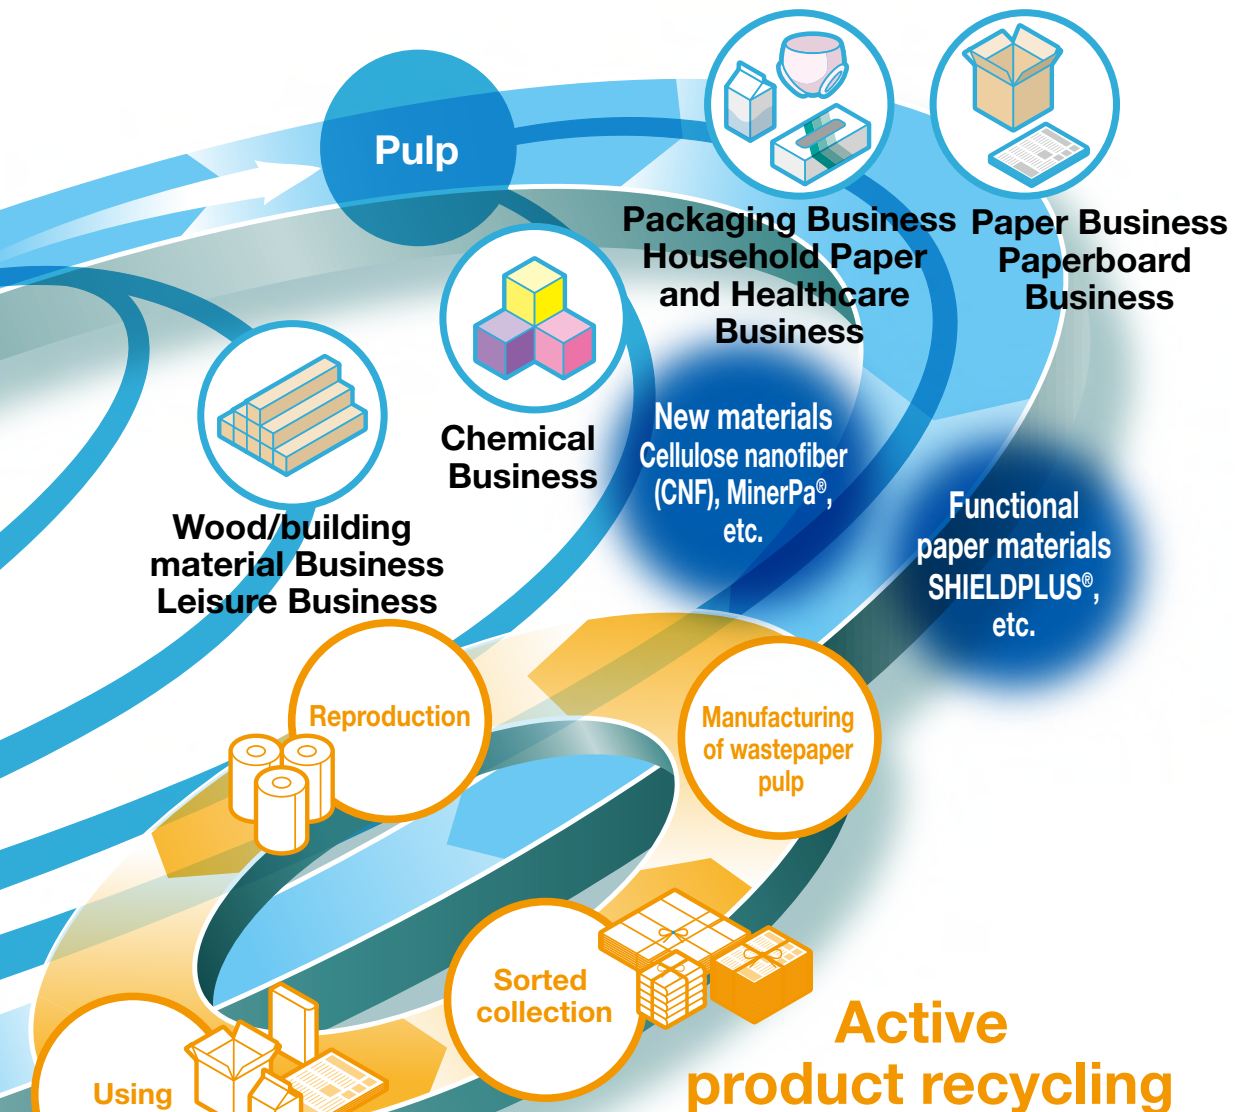 Pulp
Packaging Business
Household Paper
and Healthcare
Business
Paper Business
Paperboard
Business
Chemical
Business
New materials
Cellulose nanofiber
(CNF), MinerPa®,
etc.
Wood/building
material Business
Leisure Business
Functional
paper materials
SHIELDPLUS®,
etc.
Reproduction
Manufacturing
of wastepaper
pulp
Sorted
collection
Using
Active
product recycling